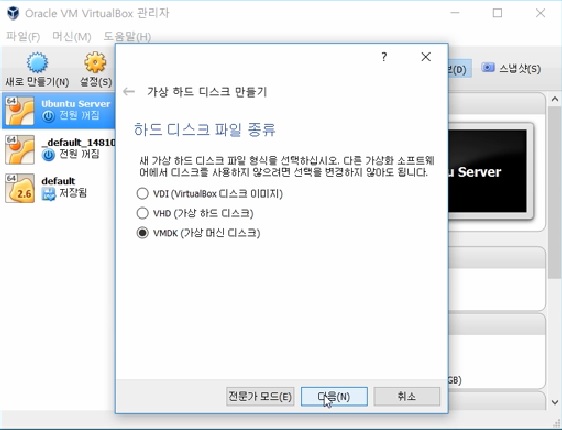 Oracle VM VirtualBox 관리자
파일(F) 머신(M) 도움말(H)
새로 만들기(N) 설정(S) (D) 스냅샷(S)
64 Ubuntu Server
전원 꺼짐
64 _default_14810
전원 꺼짐
64 2.6 default
저장됨
?
가상 하드 디스크 만들기
하드 디스크 파일 종류
새 가상 하드 디스크 파일 형식을 선택하십시오. 다른 가상화 소프트웨
어에서 디스크를 사용하지 않으려면 선택을 변경하지 않아도 됩니다.
VDI (VirtualBox 디스크 이미지)
VHD (가상 하드 디스크)
VMDK (가상 머신 디스크)
전문가 모드(E) 다음(N) 취소
u Server
GB)